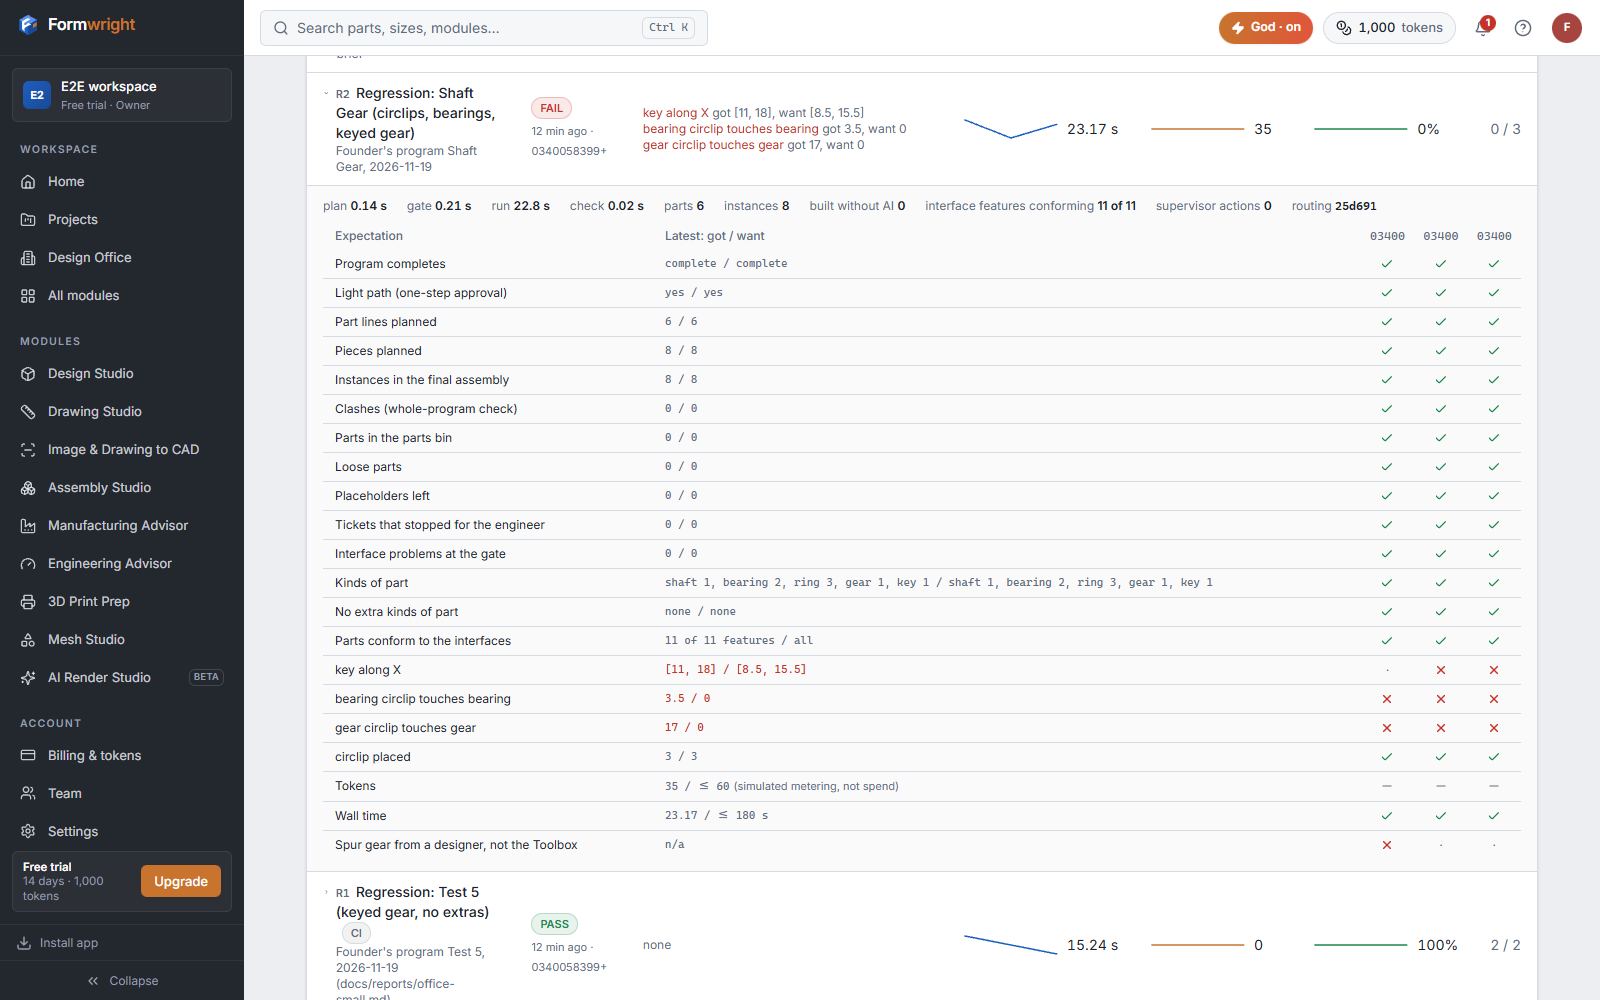 Formwright
Search parts, sizes, modules...
Ctrl K
God · on
1,000 tokens
1
F
E2
E2E workspace
Free trial · Owner
WORKSPACE
Home
Projects
Design Office
All modules
MODULES
Design Studio
Drawing Studio
Image & Drawing to CAD
Assembly Studio
Manufacturing Advisor
Engineering Advisor
3D Print Prep
Mesh Studio
AI Render Studio BETA
ACCOUNT
Billing & tokens
Team
Settings
Free trial
14 days · 1,000
tokens
Upgrade
Install app
Collapse
R2 Regression: Shaft
Gear (circlips, bearings,
keyed gear)
Founder's program Shaft
Gear, 2026-11-19
FAIL
12 min ago ·
0340058399+
key along X got [11, 18], want [8.5, 15.5]
bearing circlip touches bearing got 3.5, want 0
gear circlip touches gear got 17, want 0
23.17 s
35
0%
0 / 3
plan 0.14 s gate 0.21 s run 22.8 s check 0.02 s parts 6 instances 8 built without AI 0 interface features conforming 11 of 11 supervisor actions 0 routing 25d691
Expectation Latest: got / want 03400 03400 03400
Program completes complete / complete
Light path (one-step approval) yes / yes
Part lines planned 6 / 6
Pieces planned 8 / 8
Instances in the final assembly 8 / 8
Clashes (whole-program check) 0 / 0
Parts in the parts bin 0 / 0
Loose parts 0 / 0
Placeholders left 0 / 0
Tickets that stopped for the engineer 0 / 0
Interface problems at the gate 0 / 0
Kinds of part shaft 1, bearing 2, ring 3, gear 1, key 1 / shaft 1, bearing 2, ring 3, gear 1, key 1
No extra kinds of part none / none
Parts conform to the interfaces 11 of 11 features / all
key along X [11, 18] / [8.5, 15.5]
bearing circlip touches bearing 3.5 / 0
gear circlip touches gear 17 / 0
circlip placed 3 / 3
Tokens 35 / ≤ 60 (simulated metering, not spend)
Wall time 23.17 / ≤ 180 s
Spur gear from a designer, not the Toolbox n/a
R1 Regression: Test 5
(keyed gear, no extras)
CI
Founder's program Test 5,
2026-11-19
(docs/reports/office-
small.md)
PASS
12 min ago ·
0340058399+
none
15.24 s
0
100%
2 / 2